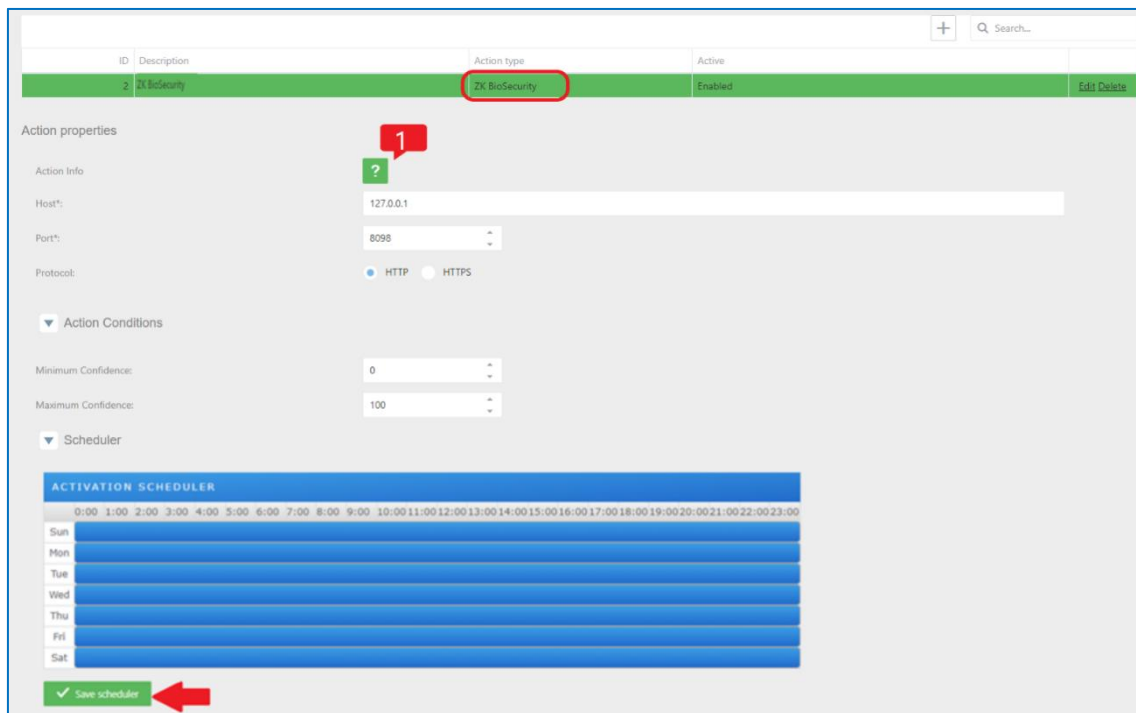 Search...
ID Description Action type Active
2 ZK BioSecurity ZK BioSecurity Enabled Edit Delete
Action properties
1
Action Info ?
Host*: 127.0.0.1
Port*: 8098
Protocol: HTTP HTTPS
Action Conditions
Minimum Confidence: 0
Maximum Confidence: 100
Scheduler
ACTIVATION SCHEDULER
0:00 1:00 2:00 3:00 4:00 5:00 6:00 7:00 8:00 9:00 10:00 11:00 12:00 13:00 14:00 15:00 16:00 17:00 18:00 19:00 20:00 21:00 22:00 23:00
Sun
Mon
Tue
Wed
Thu
Fri
Sat
Save scheduler